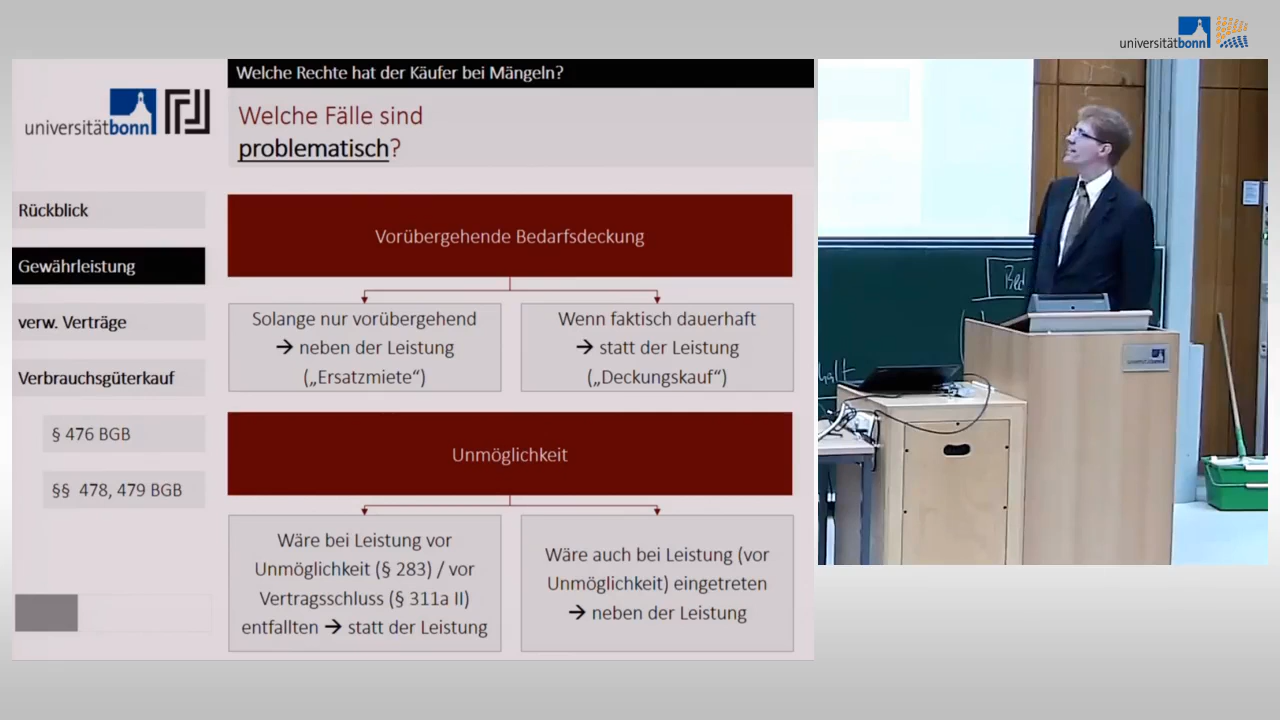 universitätbonn
Welche Rechte hat der Käufer bei Mängeln?
universitätbonn
Welche Fälle sind
problematisch?
Rückblick
Gewährleistung
verw. Verträge
Verbrauchsgüterkauf
§ 476 BGB
§§ 478, 479 BGB
Vorübergehende Bedarfsdeckung
Solange nur vorübergehend
→ neben der Leistung
(„Ersatzmiete“)
Wenn faktisch dauerhaft
→ statt der Leistung
(„Deckungskauf“)
Unmöglichkeit
Wäre bei Leistung vor
Unmöglichkeit (§ 283) / vor
Vertragsschluss (§ 311a II)
entfallten → statt der Leistung
Wäre auch bei Leistung (vor
Unmöglichkeit) eingetreten
→ neben der Leistung
universitätbonn